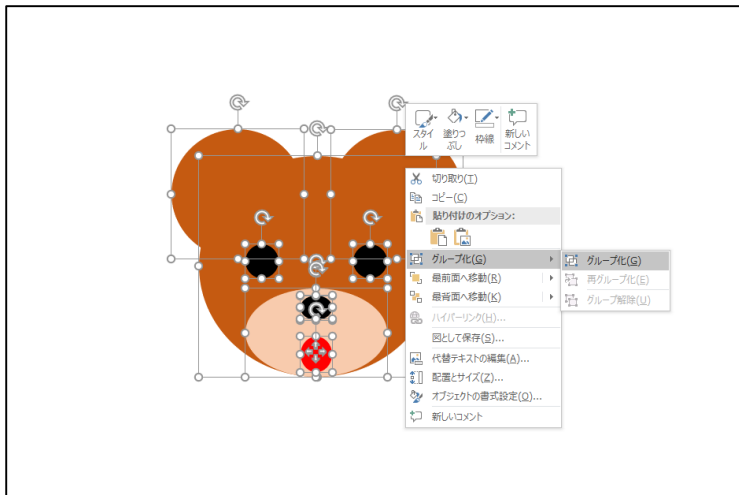 スタイ
ル
塗りつ
ぶし
枠線
新しい
コメント
切り取り(T)
コピー(C)
貼り付けのオプション:
グループ化(G)
最前面へ移動(R)
最背面へ移動(K)
ハイパーリンク(H)...
図として保存(S)...
代替テキストの編集(A)...
配置とサイズ(Z)...
オブジェクトの書式設定(O)...
新しいコメント
グループ化(G)
再グループ化(E)
グループ解除(U)